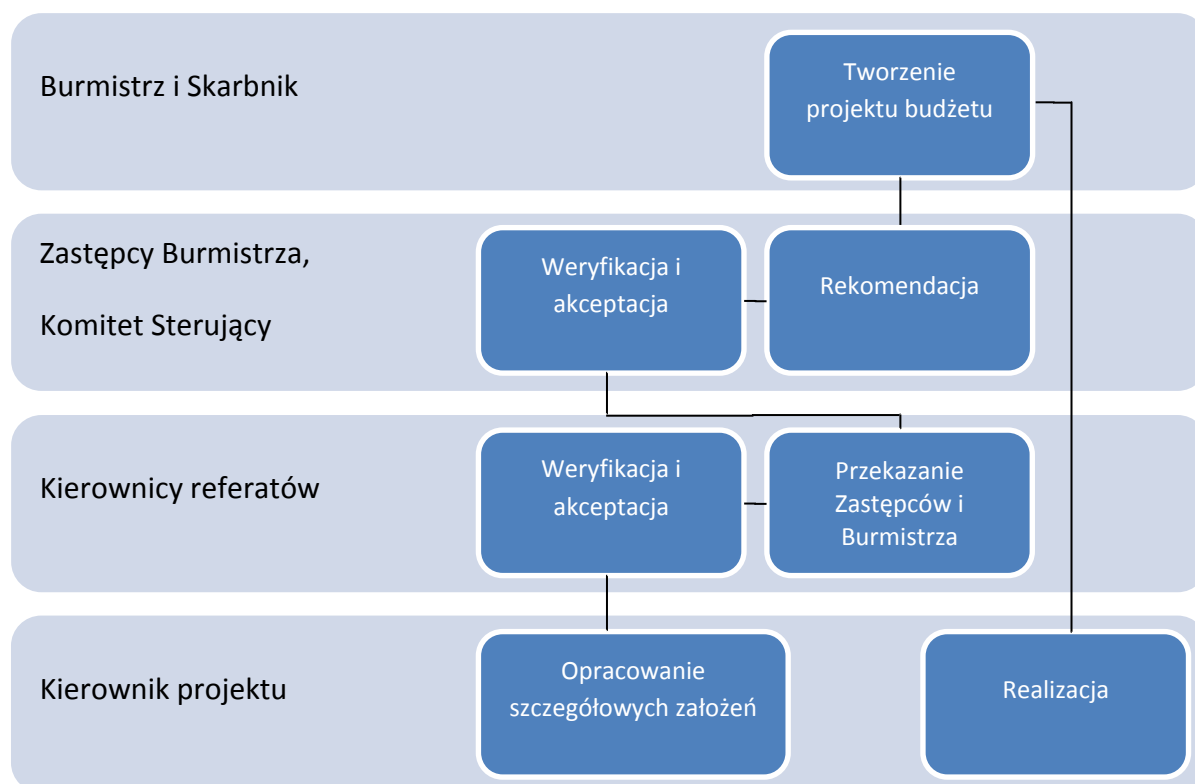 Burmistrz i Skarbnik
Tworzenie
projektu budżetu
Zastępcy Burmistrza,
Komitet Sterujący
Weryfikacja i
akceptacja
Rekomendacja
Kierownicy referatów
Weryfikacja i
akceptacja
Przekazanie
Zastępców i
Burmistrza
Kierownik projektu
Opracowanie
szczegółowych założeń
Realizacja